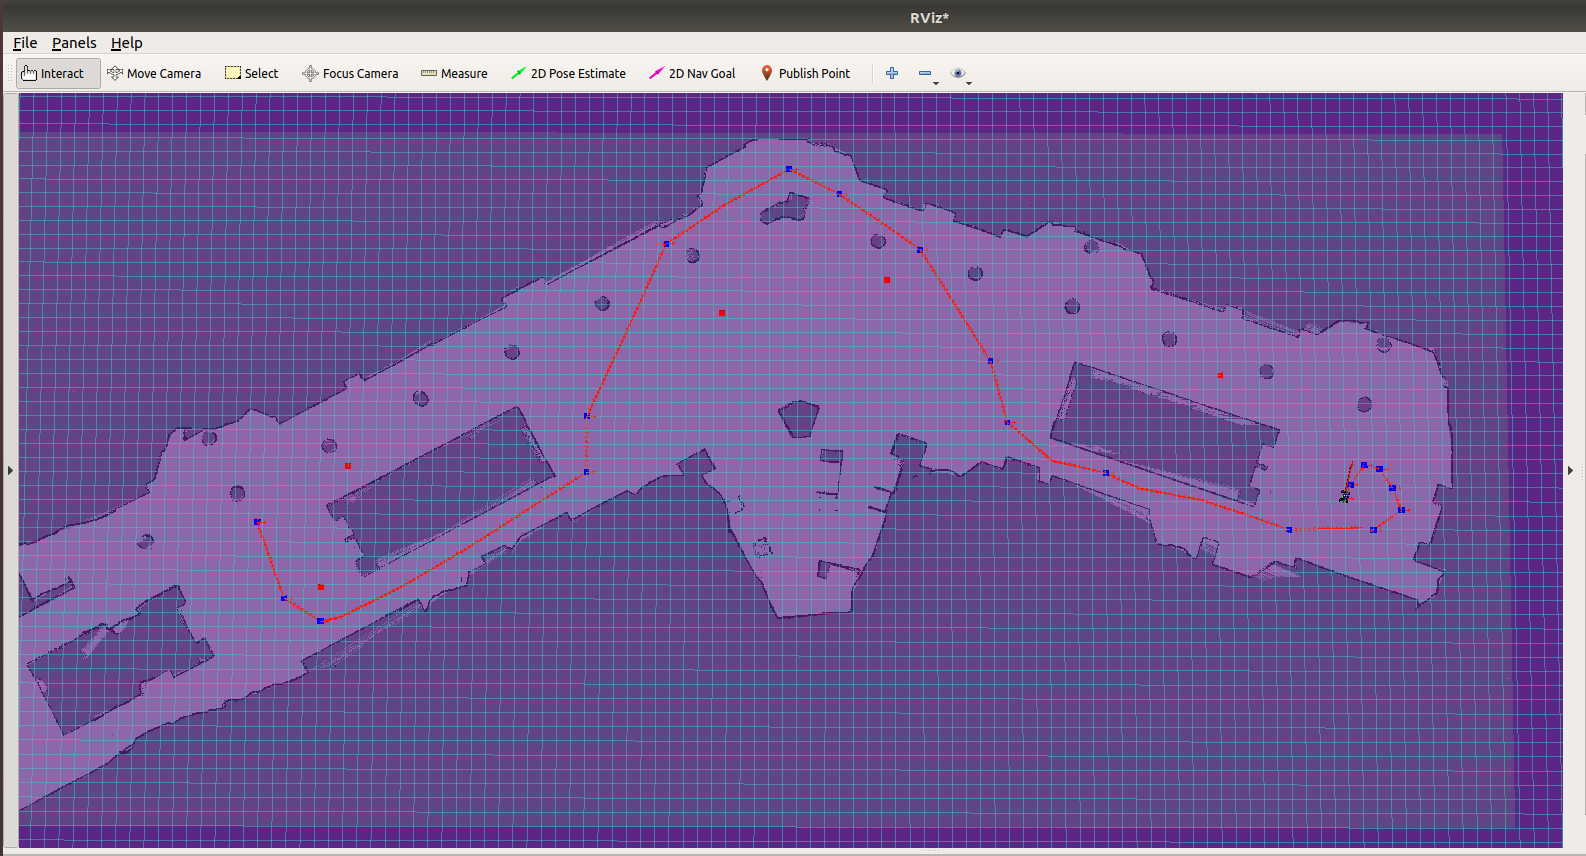 RViz*
File Panels Help
Interact Move Camera Select Focus Camera Measure 2D Pose Estimate 2D Nav Goal Publish Point